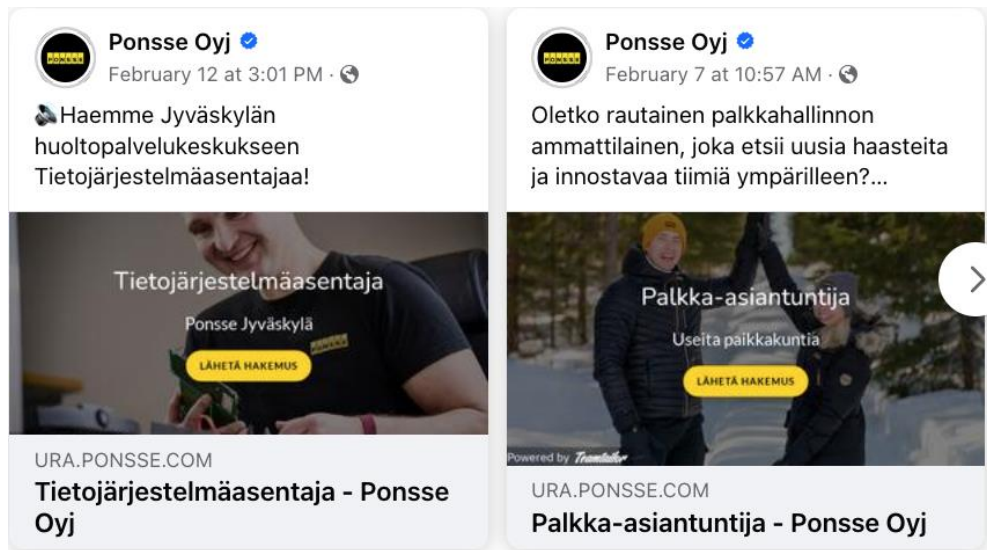 Ponsse Oyj
February 12 at 3:01 PM ·
Haemme Jyväskylän
huoltopalvelukeskukseen
Tietojärjestelmäasentajaa!
PONSSE
Tietojärjestelmäasentaja
Ponsse Jyväskylä
PONSSE
LÄHETÄ HAKEMUS
URA.PONSSE.COM
Tietojärjestelmäasentaja - Ponsse
Oyj
Ponsse Oyj
February 7 at 10:57 AM ·
Oletko rautainen palkkahallinnon
ammattilainen, joka etsii uusia haasteita
ja innostavaa tiimiä ympärilleen?...
PONSSE
Palkka-asiantuntija
Useita paikkakuntia
LÄHETÄ HAKEMUS
Powered by Teamtailor
URA.PONSSE.COM
Palkka-asiantuntija - Ponsse Oyj